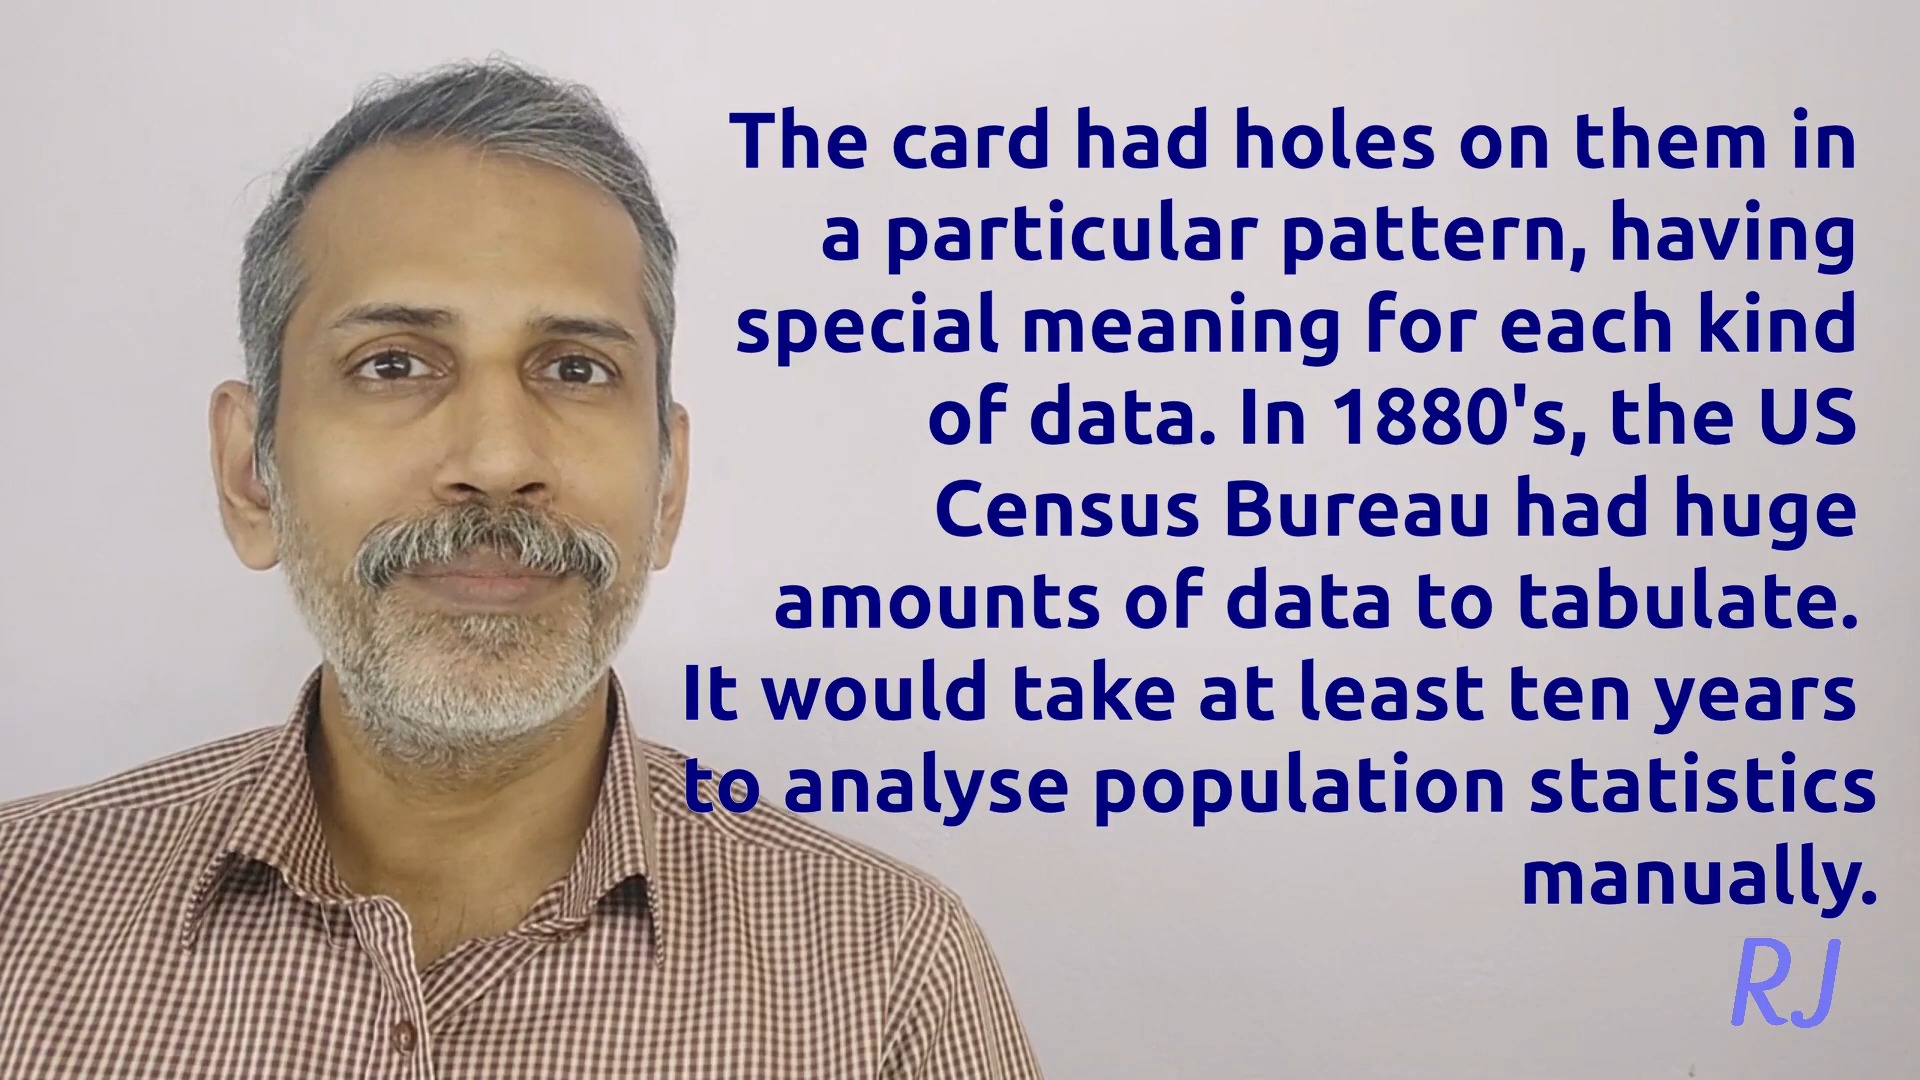 The card had holes on them in
a particular pattern, having
special meaning for each kind
of data. In 1880's, the US
Census Bureau had huge
amounts of data to tabulate.
It would take at least ten years
to analyse population statistics
manually.
RJ